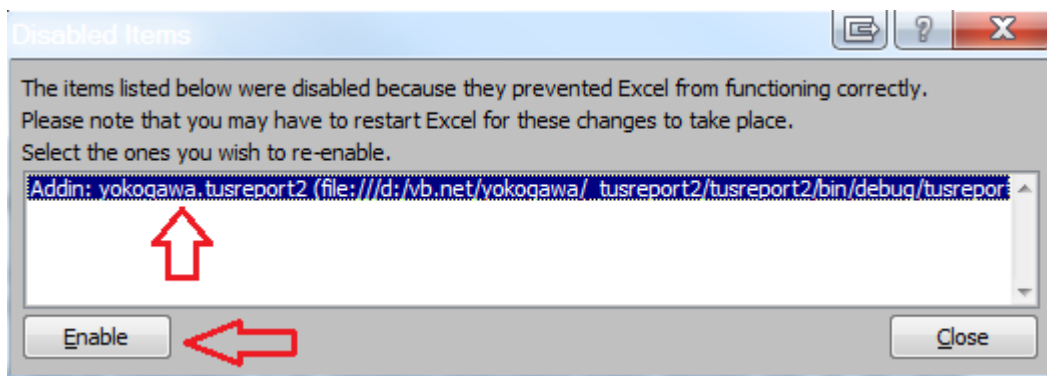 Disabled Items
The items listed below were disabled because they prevented Excel from functioning correctly.
Please note that you may have to restart Excel for these changes to take place.
Select the ones you wish to re-enable.
Addin: yokogawa.tusreport2 (file:///d:/vb.net/yokogawa/_tusreport2/tusreport2/bin/debug/tusrepor
Enable
Close